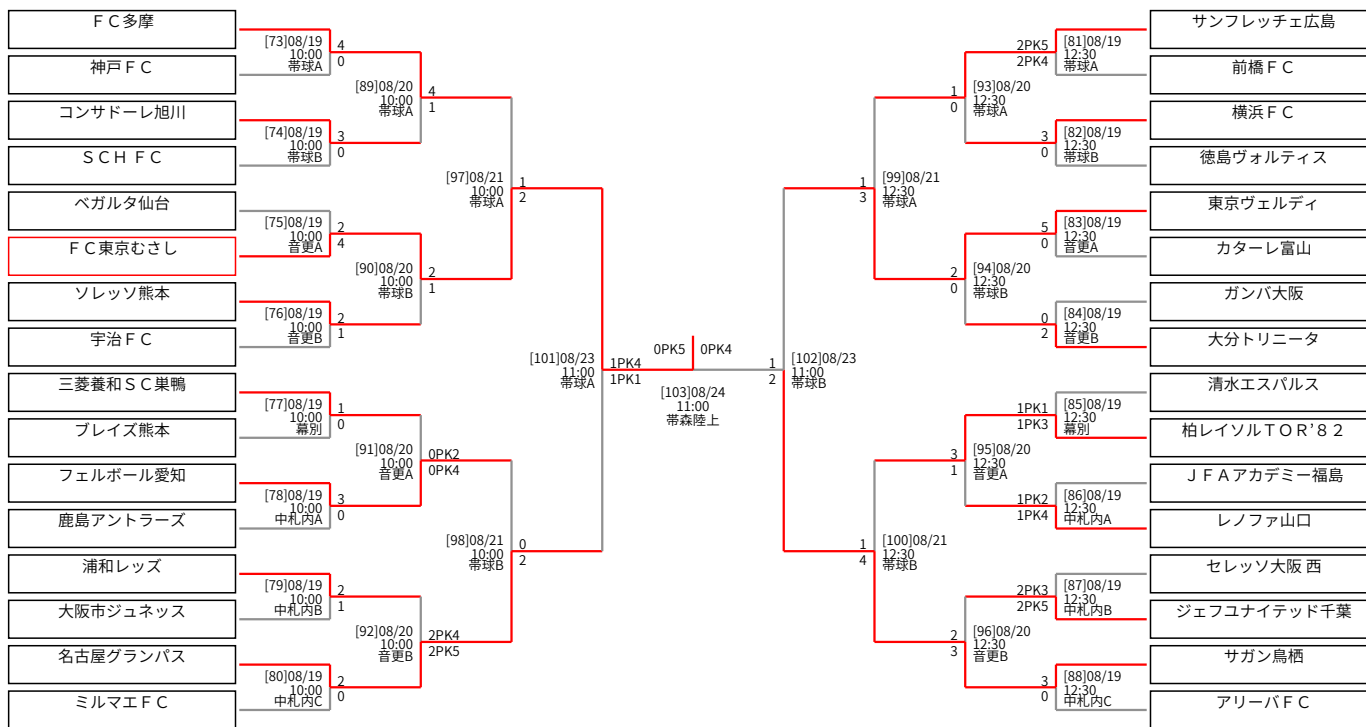 ＦＣ多摩
神戸ＦＣ
コンサドーレ旭川
ＳＣＨ ＦＣ
ベガルタ仙台
ＦＣ東京むさし
ソレッソ熊本
宇治ＦＣ
三菱養和ＳＣ巣鴨
ブレイズ熊本
フェルボール愛知
鹿島アントラーズ
浦和レッズ
大阪市ジュネッス
名古屋グランパス
ミルマエＦＣ
[73]08/19
10:00
帯球A
4
0
[74]08/19
10:00
帯球B
3
0
[75]08/19
10:00
音更A
2
4
[76]08/19
10:00
音更B
2
1
[77]08/19
10:00
幕別
1
0
[78]08/19
10:00
中札内A
3
0
[79]08/19
10:00
中札内B
2
1
[80]08/19
10:00
中札内C
2
0
[89]08/20
10:00
帯球A
4
1
[90]08/20
10:00
帯球B
2
1
[91]08/20
10:00
音更A
0PK2
0PK4
[92]08/20
10:00
音更B
2PK4
2PK5
[97]08/21
10:00
帯球A
1
2
[98]08/21
10:00
帯球B
0
2
[101]08/23
11:00
帯球A
1PK4
1PK1
0PK5
0PK4
[103]08/24
11:00
帯森陸上
1
2
[102]08/23
11:00
帯球B
1
3
[99]08/21
12:30
帯球A
1
4
[100]08/21
12:30
帯球B
1
0
[93]08/20
12:30
帯球A
2
0
[94]08/20
12:30
帯球B
3
1
[95]08/20
12:30
音更A
2
3
[96]08/20
12:30
音更B
2PK5
2PK4
[81]08/19
12:30
帯球A
3
0
[82]08/19
12:30
帯球B
5
0
[83]08/19
12:30
音更A
0
2
[84]08/19
12:30
音更B
1PK1
1PK3
[85]08/19
12:30
幕別
1PK2
1PK4
[86]08/19
12:30
中札内A
2PK3
2PK5
[87]08/19
12:30
中札内B
3
0
[88]08/19
12:30
中札内C
サンフレッチェ広島
前橋ＦＣ
横浜ＦＣ
徳島ヴォルティス
東京ヴェルディ
カターレ富山
ガンバ大阪
大分トリニータ
清水エスパルス
柏レイソルＴＯＲ’８２
ＪＦＡアカデミー福島
レノファ山口
セレッソ大阪 西
ジェフユナイテッド千葉
サガン鳥栖
アリーバＦＣ